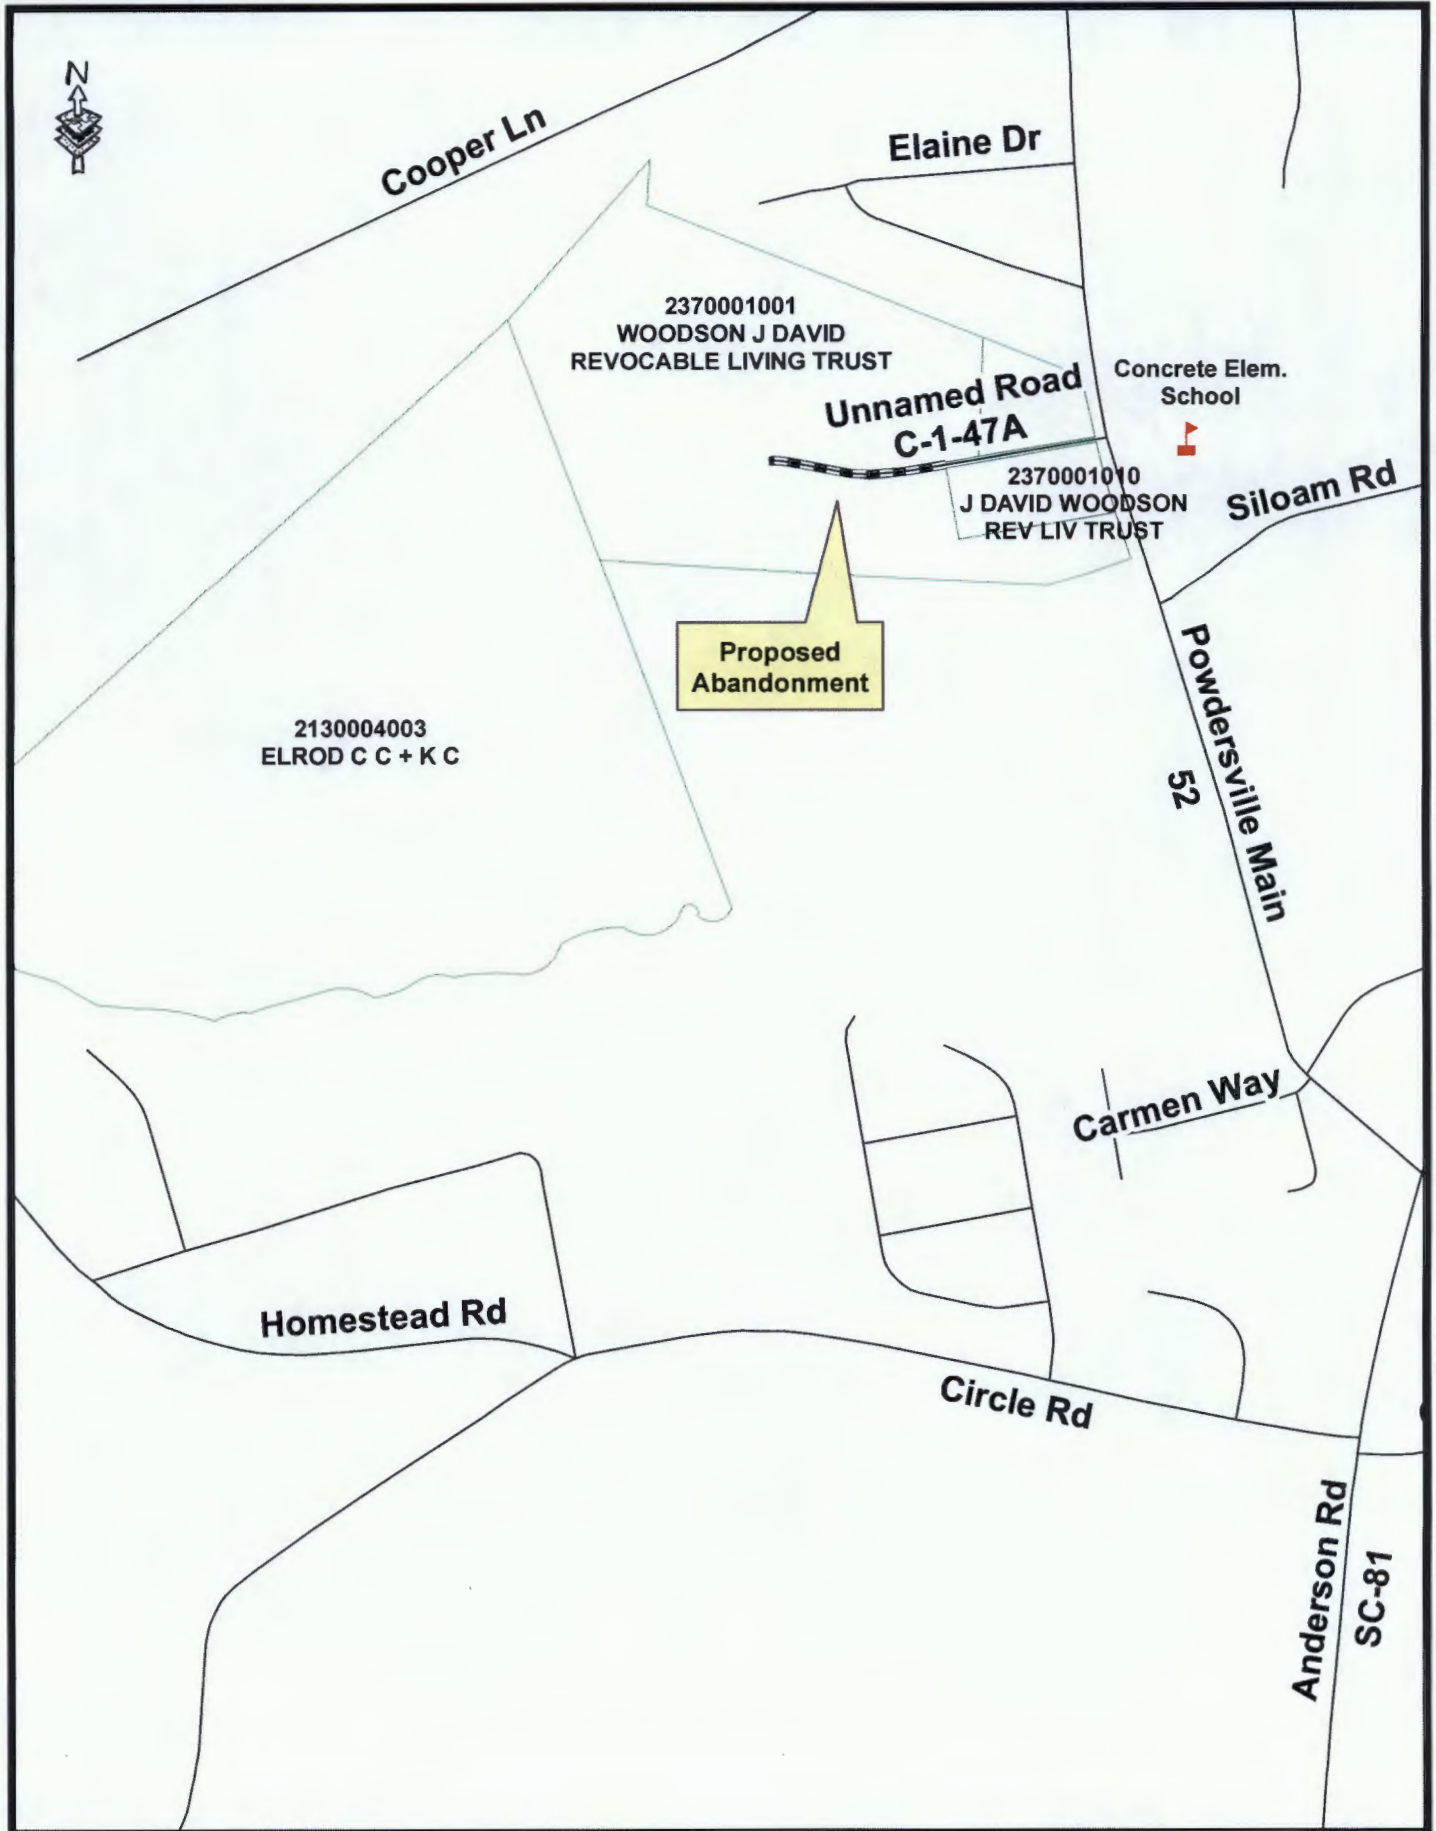 N
Cooper Ln
Elaine Dr
2370001001
WOODSON J DAVID
REVOCABLE LIVING TRUST
Concrete Elem.
School
Unnamed Road
C-1-47A
2370001010
J DAVID WOODSON
REV LIV TRUST
Siloam Rd
Proposed
Abandonment
Powdersville Main
52
2130004003
ELROD C C + K C
Carmen Way
Homestead Rd
Circle Rd
Anderson Rd
SC-81